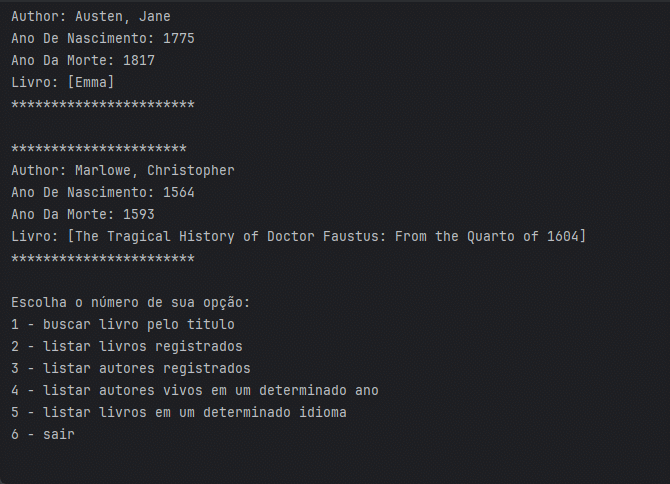 Author: Austen, Jane
Ano De Nascimento: 1775
Ano Da Morte: 1817
Livro: [Emma]
***********************

**********************
Author: Marlowe, Christopher
Ano De Nascimento: 1564
Ano Da Morte: 1593
Livro: [The Tragical History of Doctor Faustus: From the Quarto of 1604]
***********************

Escolha o número de sua opção:
1 - buscar livro pelo titulo
2 - listar livros registrados
3 - listar autores registrados
4 - listar autores vivos em um determinado ano
5 - listar livros em um determinado idioma
6 - sair